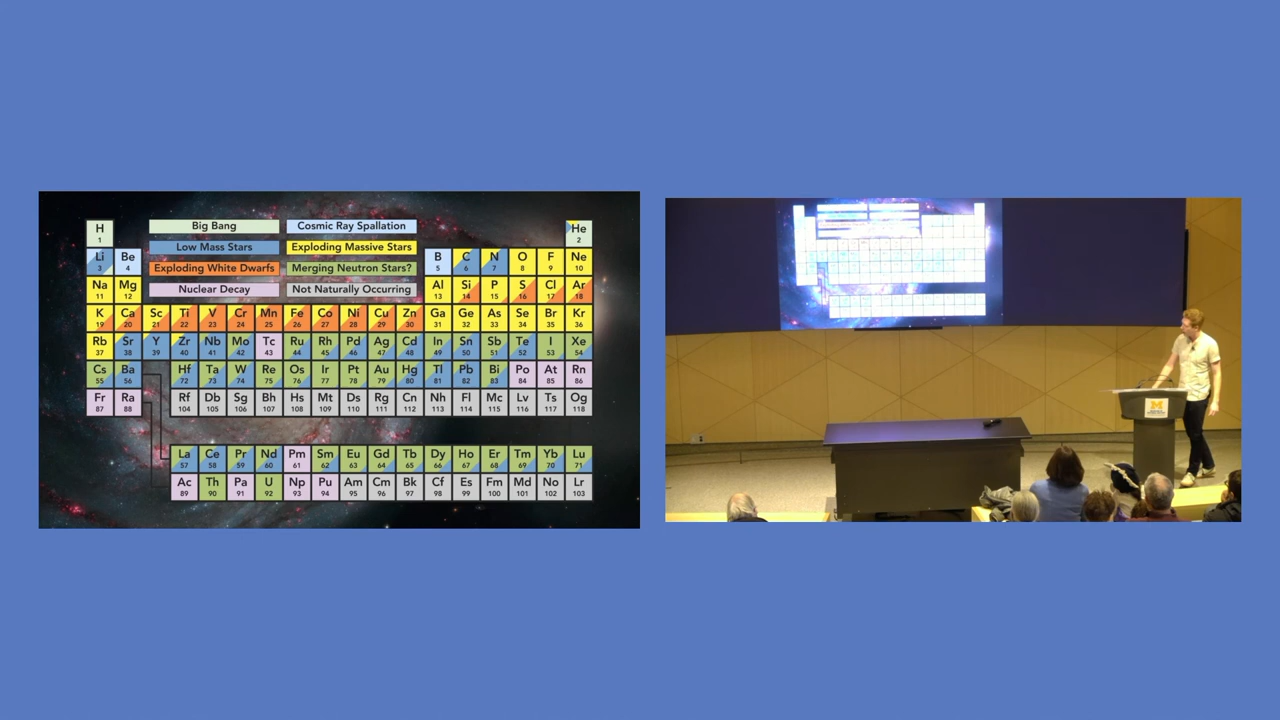 H He
1 2
Big Bang Cosmic Ray Spallation
Low Mass Stars Exploding Massive Stars
Exploding White Dwarfs Merging Neutron Stars?
Nuclear Decay Not Naturally Occurring
Li Be B C N O F Ne
3 4 5 6 7 8 9 10
Na Mg Al Si P S Cl Ar
11 12 13 14 15 16 17 18
K Ca Sc Ti V Cr Mn Fe Co Ni Cu Zn Ga Ge As Se Br Kr
19 20 21 22 23 24 25 26 27 28 29 30 31 32 33 34 35 36
Rb Sr Y Zr Nb Mo Tc Ru Rh Pd Ag Cd In Sn Sb Te I Xe
37 38 39 40 41 42 43 44 45 46 47 48 49 50 51 52 53 54
Cs Ba Hf Ta W Re Os Ir Pt Au Hg Tl Pb Bi Po At Rn
55 56 72 73 74 75 76 77 78 79 80 81 82 83 84 85 86
Fr Ra Rf Db Sg Bh Hs Mt Ds Rg Cn Nh Fl Mc Lv Ts Og
87 88 104 105 106 107 108 109 110 111 112 113 114 115 116 117 118
La Ce Pr Nd Pm Sm Eu Gd Tb Dy Ho Er Tm Yb Lu
57 58 59 60 61 62 63 64 65 66 67 68 69 70 71
Ac Th Pa U Np Pu Am Cm Bk Cf Es Fm Md No Lr
89 90 91 92 93 94 95 96 97 98 99 100 101 102 103
M